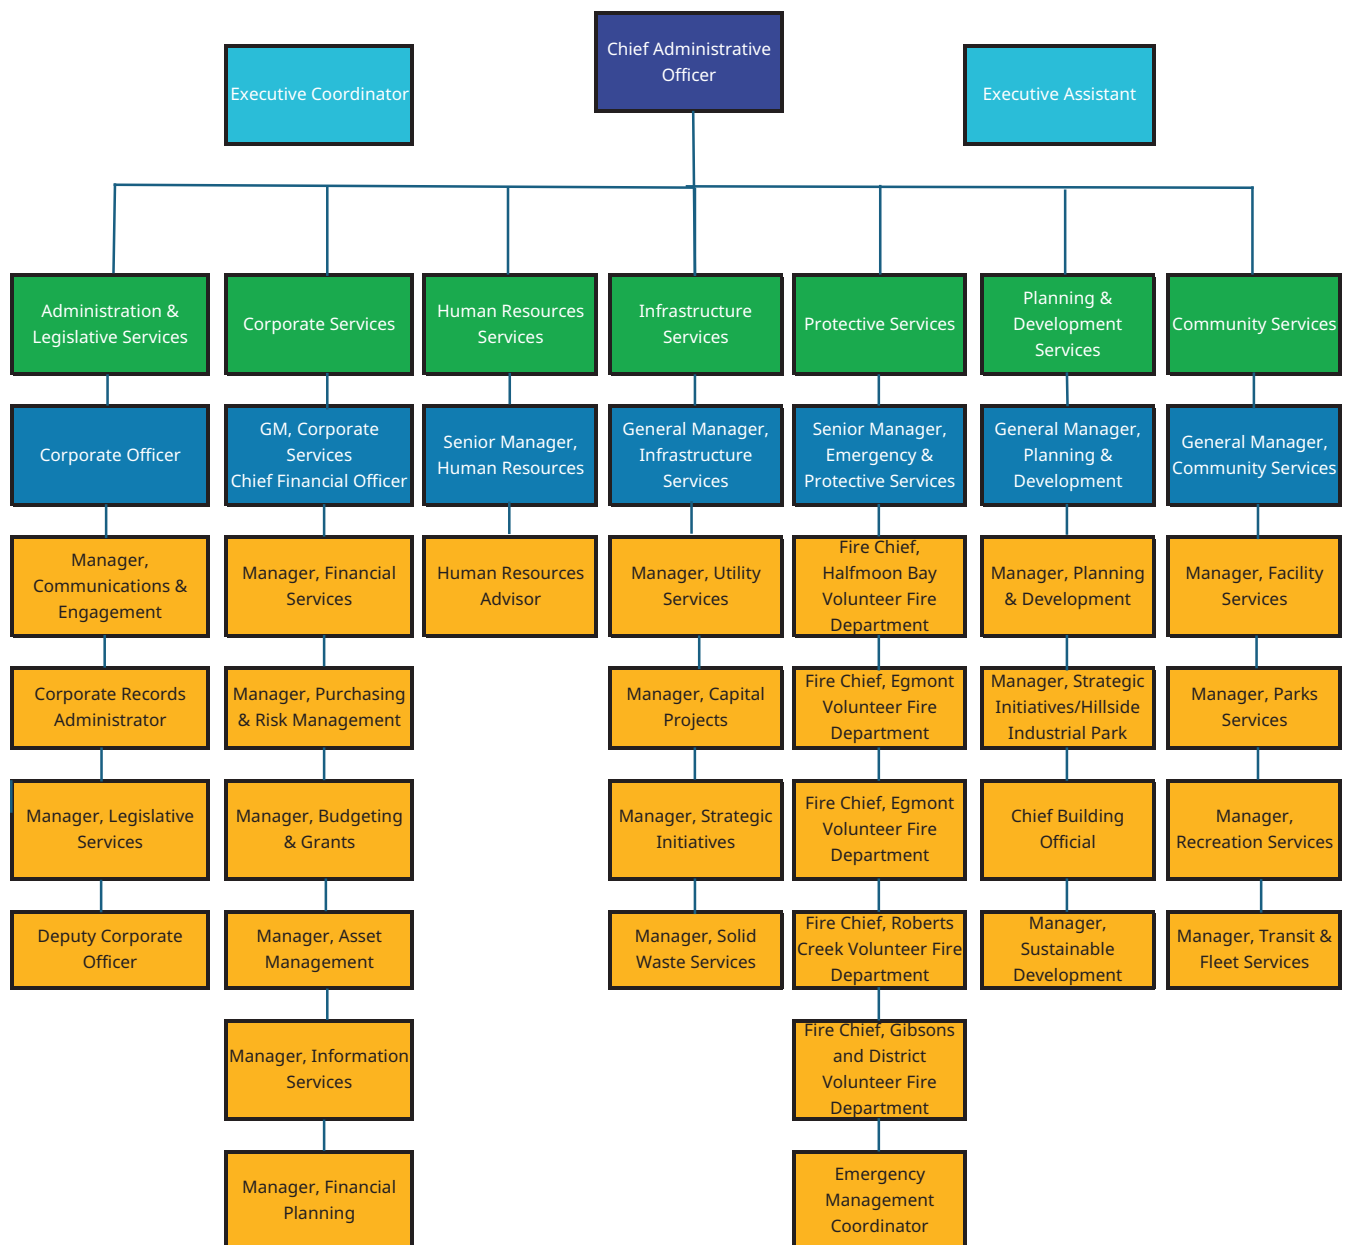 Chief Administrative
Officer
Executive Coordinator
Executive Assistant
Administration &
Legislative Services
Corporate Services
Human Resources
Services
Infrastructure
Services
Protective Services
Planning &
Development
Services
Community Services
Corporate Officer
GM, Corporate
Services
Chief Financial Officer
Senior Manager,
Human Resources
General Manager,
Infrastructure
Services
Senior Manager,
Emergency &
Protective Services
General Manager,
Planning &
Development
General Manager,
Community Services
Manager,
Communications &
Engagement
Manager, Financial
Services
Human Resources
Advisor
Manager, Utility
Services
Fire Chief,
Halfmoon Bay
Volunteer Fire
Department
Manager, Planning
& Development
Manager, Facility
Services
Corporate Records
Administrator
Manager, Purchasing
& Risk Management
Manager, Capital
Projects
Fire Chief, Egmont
Volunteer Fire
Department
Manager, Strategic
Initiatives/Hillside
Industrial Park
Manager, Parks
Services
Manager, Legislative
Services
Manager, Budgeting
& Grants
Manager, Strategic
Initiatives
Fire Chief, Egmont
Volunteer Fire
Department
Chief Building
Official
Manager,
Recreation Services
Deputy Corporate
Officer
Manager, Asset
Management
Manager, Solid
Waste Services
Fire Chief, Roberts
Creek Volunteer Fire
Department
Manager,
Sustainable
Development
Manager, Transit &
Fleet Services
Manager, Information
Services
Fire Chief, Gibsons
and District
Volunteer Fire
Department
Manager, Financial
Planning
Emergency
Management
Coordinator